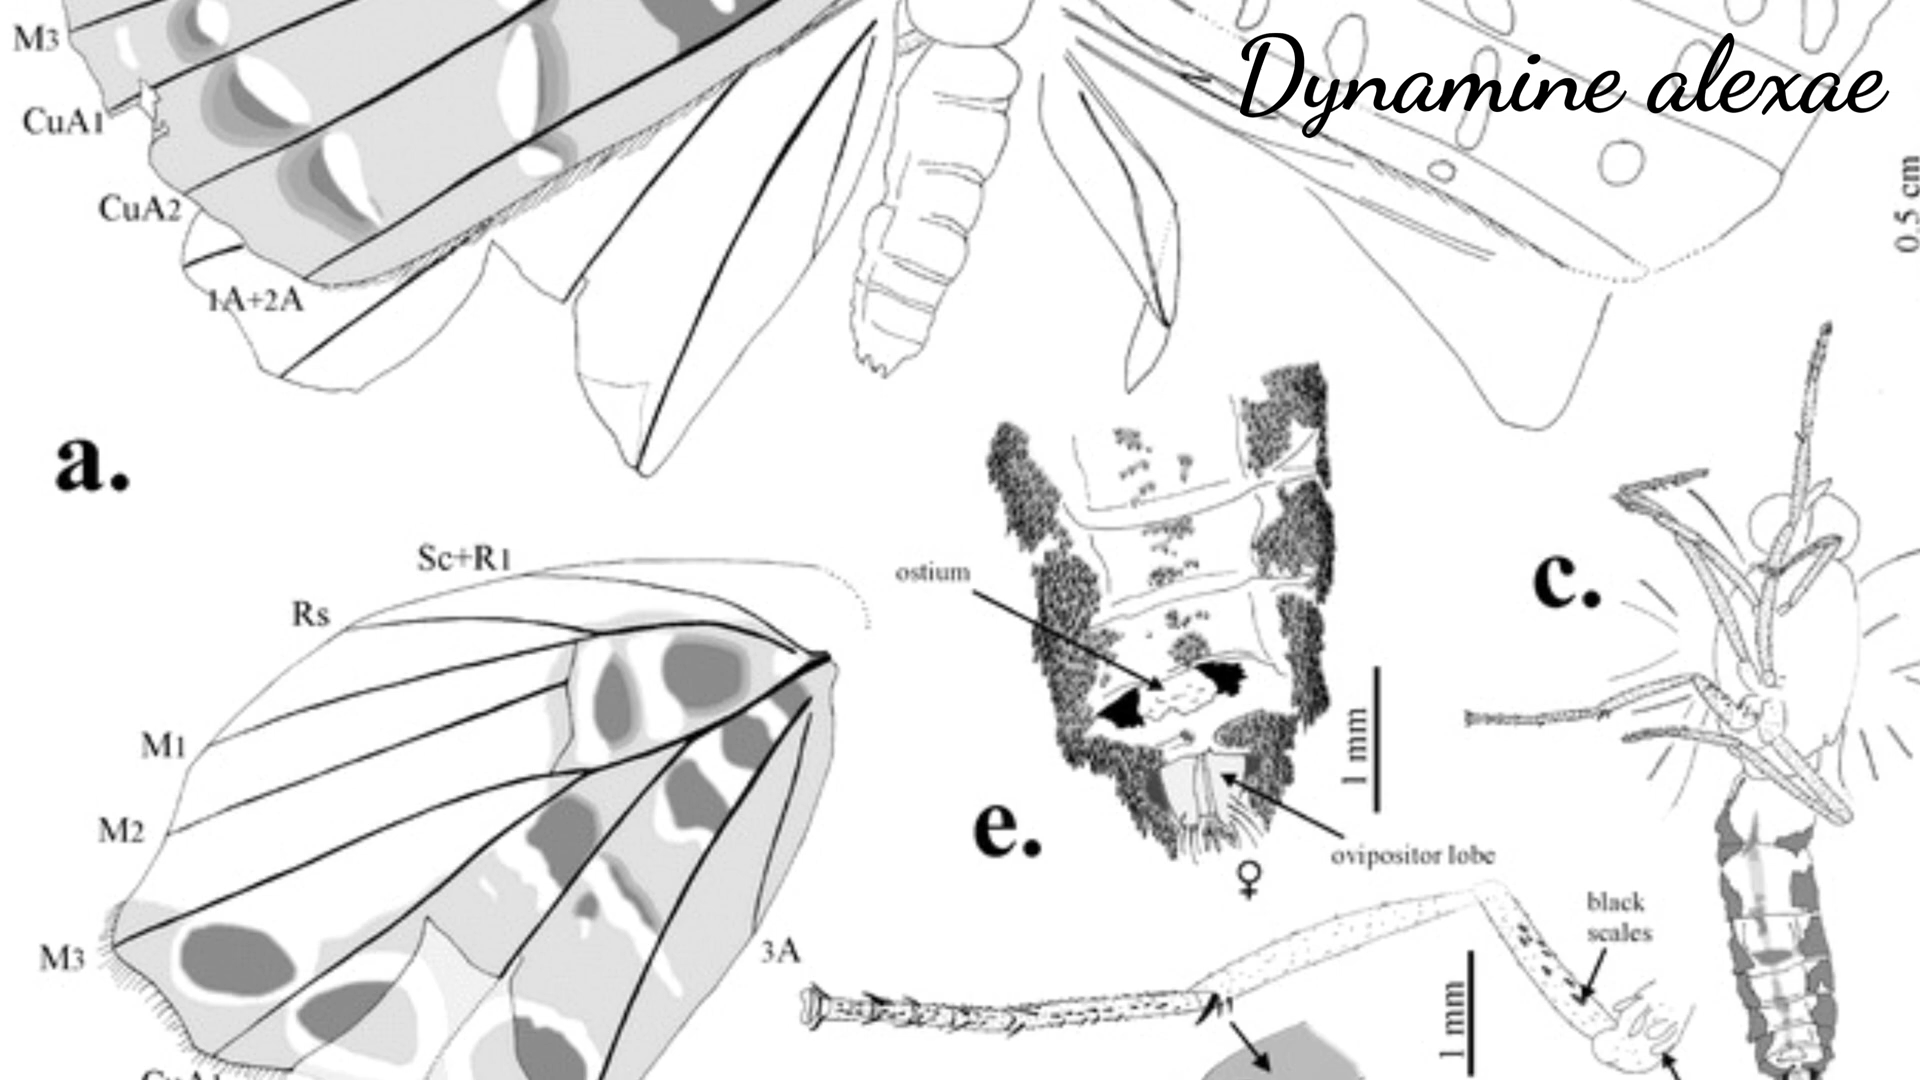 Dynamine alexae
M3
CuA1
CuA2
1A+2A
0.5 cm
a.
Sc+R1
Rs
M1
M2
M3
3A
ostium
1 mm
e.
ovipositor lobe
♀
c.
black
scales
1 mm